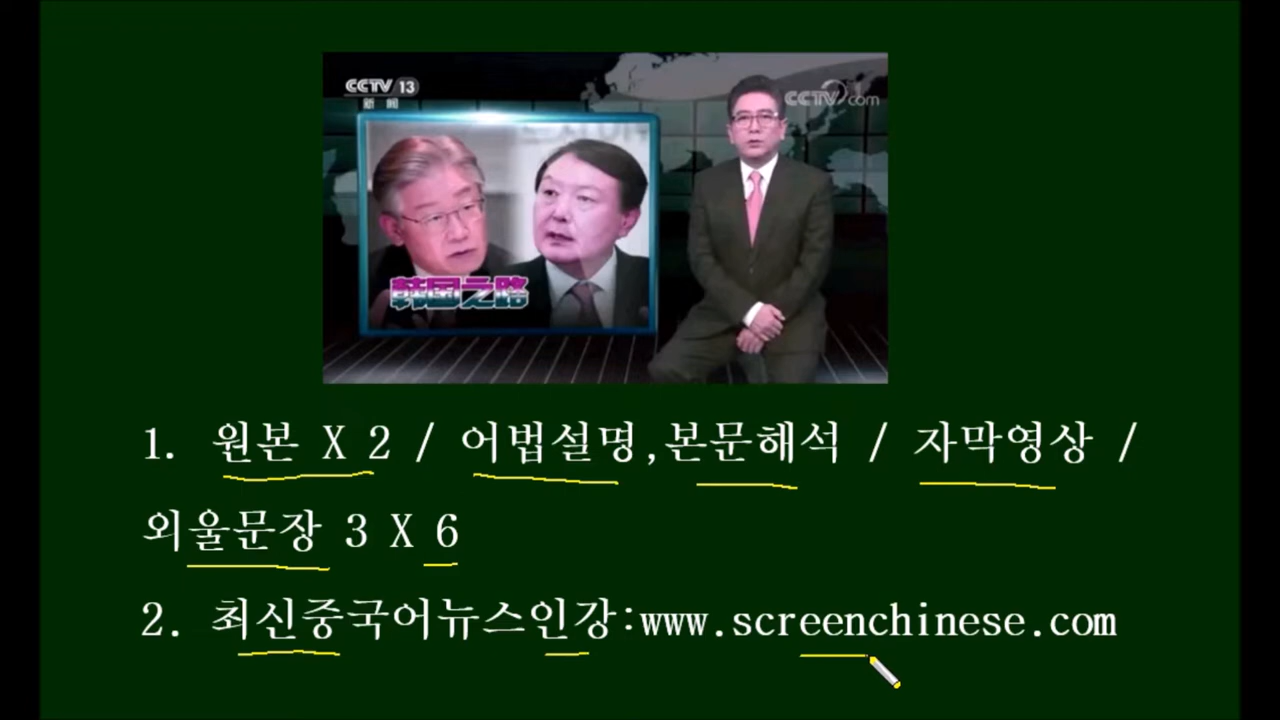 CCTV 13
新 闻
CCTV.com
韩国之路
1. 원본 X 2 / 어법설명,본문해석 / 자막영상 /
외울문장 3 X 6
2. 최신중국어뉴스인강:www.screenchinese.com